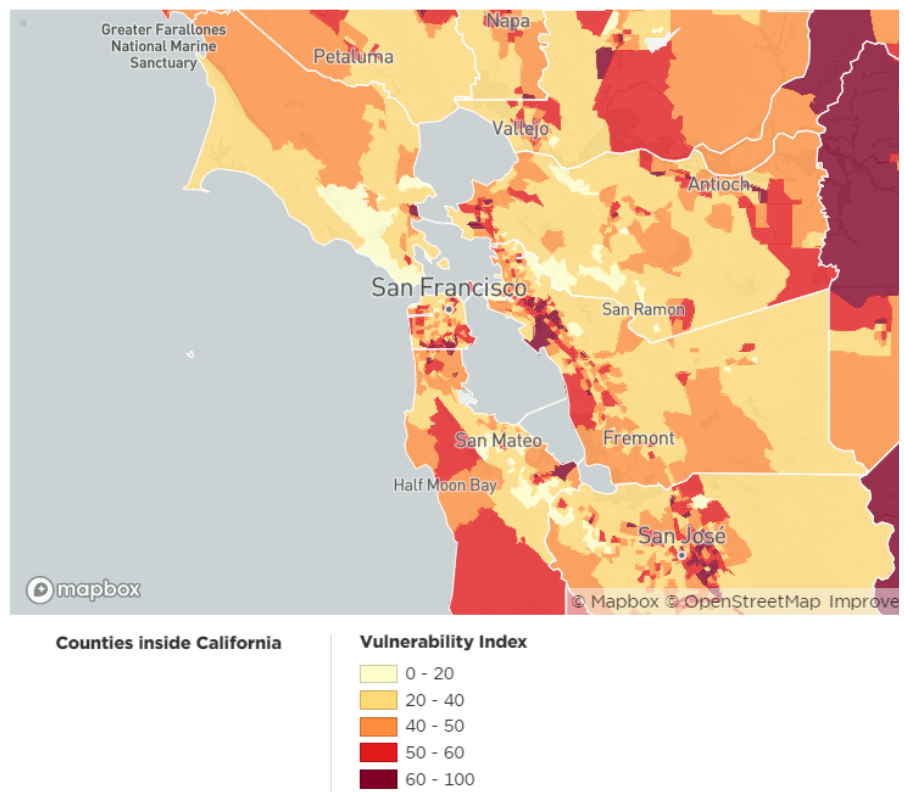 Greater Farallones
National Marine
Sanctuary
Napa
Petaluma
Vallejo
Antioch
San Francisco
San Ramon
San Mateo
Fremont
Half Moon Bay
San José
mapbox
© Mapbox © OpenStreetMap Improve
Counties inside California
Vulnerability Index
0 - 20
20 - 40
40 - 50
50 - 60
60 - 100